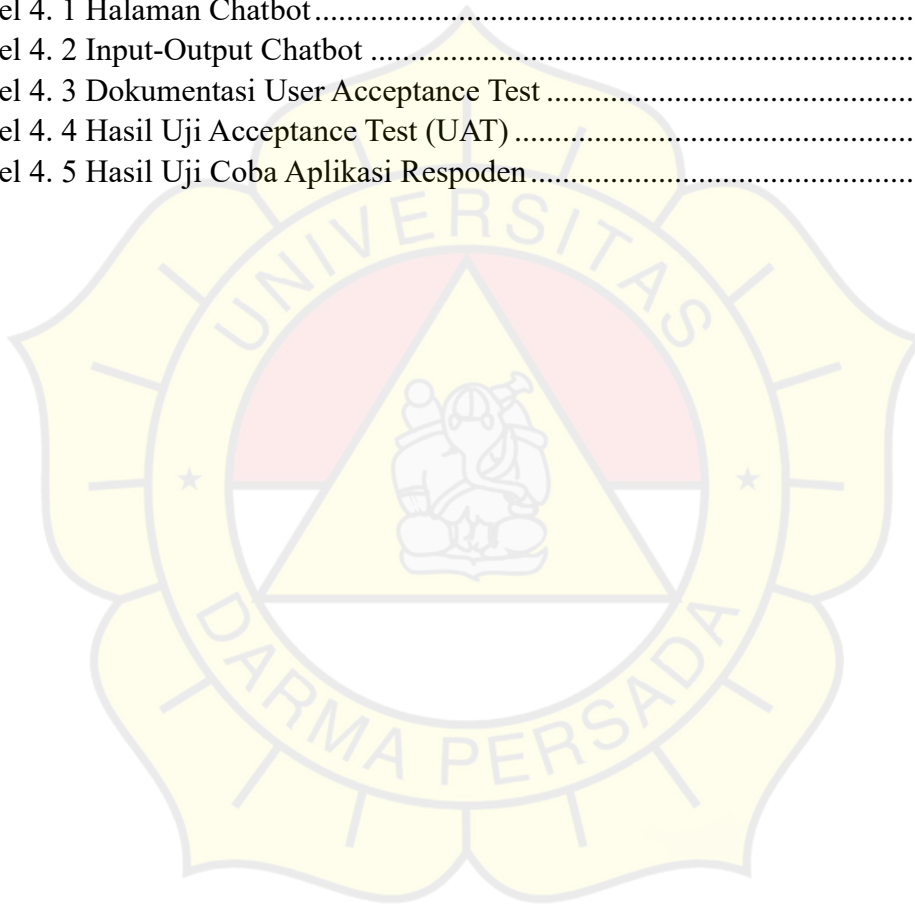 el 4. 1 Halaman Chatbot........................................................................
el 4. 2 Input-Output Chatbot .................................................................
el 4. 3 Dokumentasi User Acceptance Test ..............................................
el 4. 4 Hasil Uji Acceptance Test (UAT) ..................................................
el 4. 5 Hasil Uji Coba Aplikasi Respoden................................................
UNIVERSITAS
DARMA PERSADA